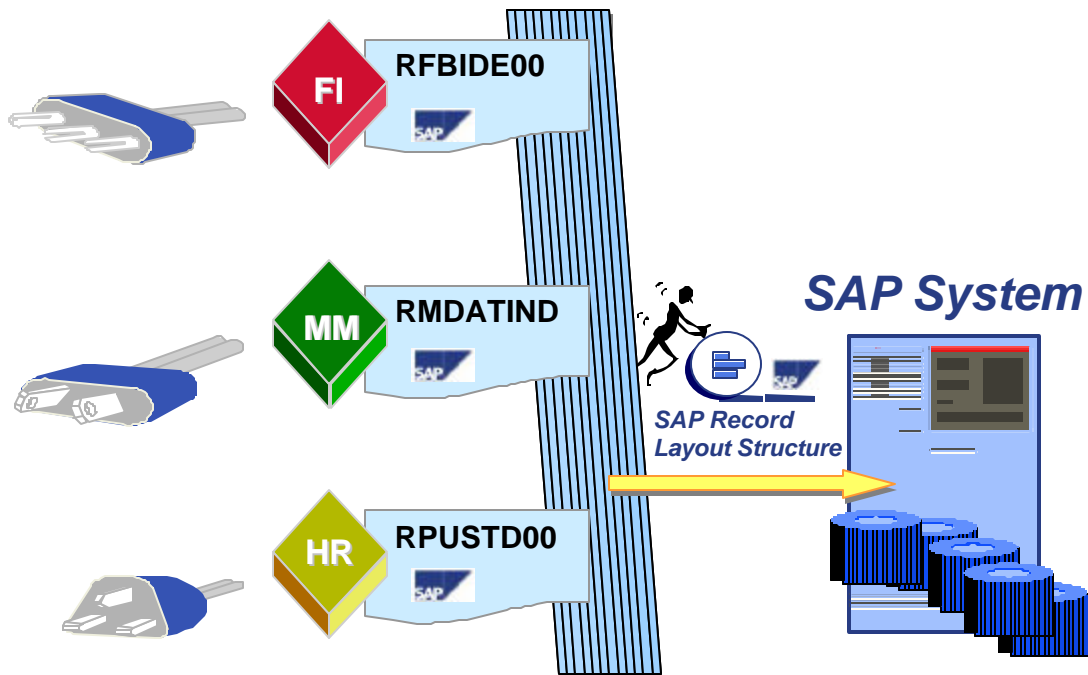 FI
RFBIDE00
SAP
MM
RMDATIND
SAP
SAP System
SAP
SAP Record
Layout Structure
HR
RPUSTD00
SAP